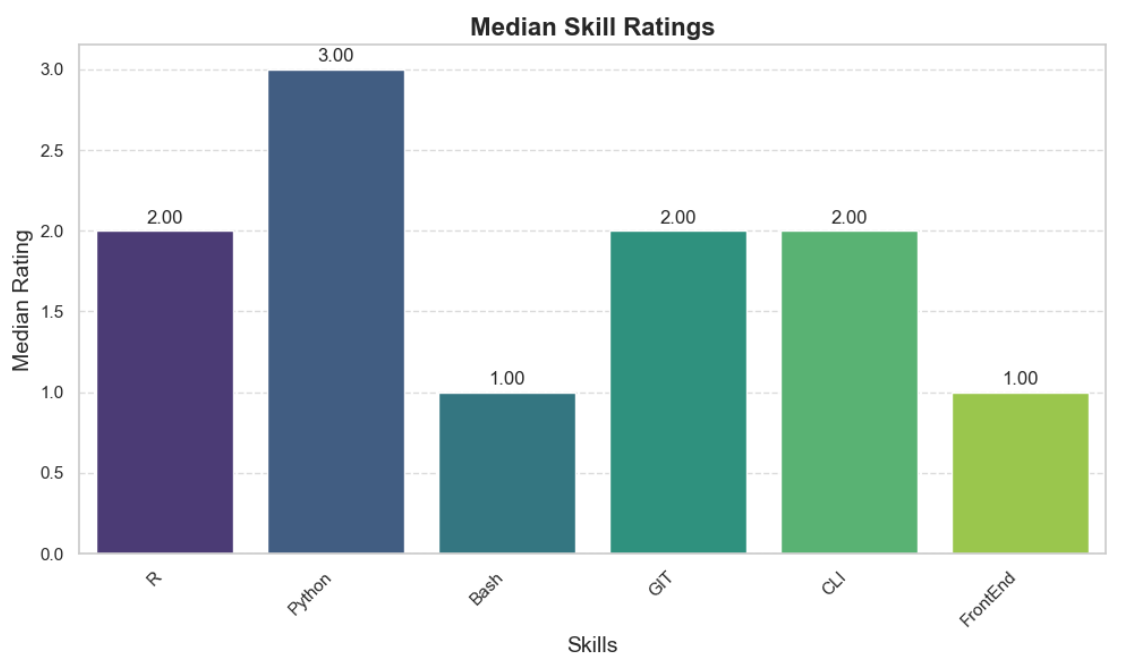 Median Skill Ratings
Median Rating
3.0
2.5
2.0
1.5
1.0
0.5
0.0
2.00
3.00
1.00
2.00
2.00
1.00
R
Python
Bash
GIT
CLI
FrontEnd
Skills